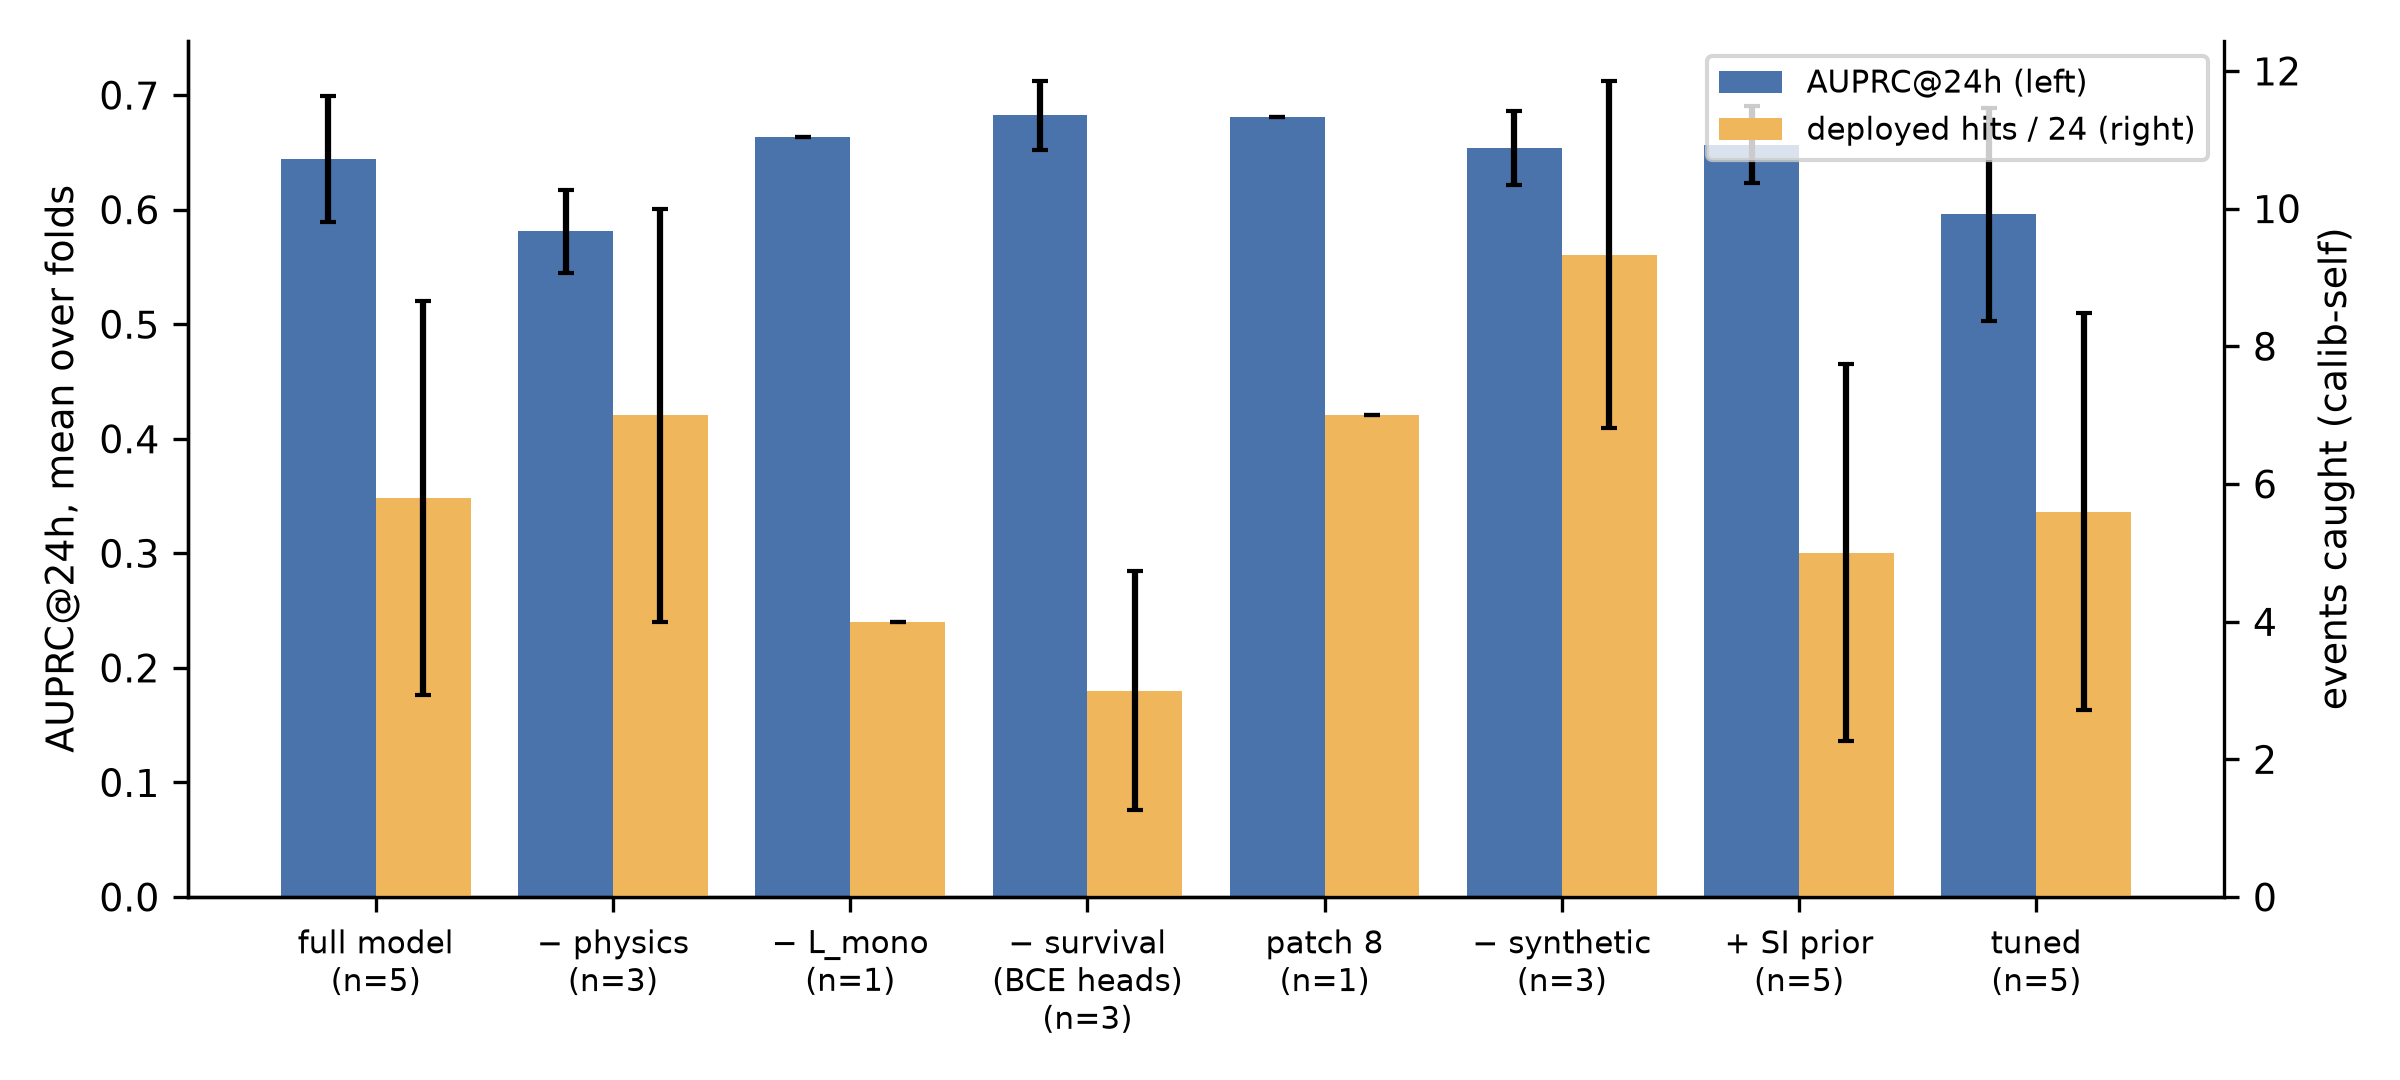 AUPRC@24h (left)
deployed hits / 24 (right)
AUPRC@24h, mean over folds
0.7
0.6
0.5
0.4
0.3
0.2
0.1
0.0
12
10
8
6
4
2
0
events caught (calib-self)
full model
(n=5)
− physics
(n=3)
− L_mono
(n=1)
− survival
(BCE heads)
(n=3)
patch 8
(n=1)
− synthetic
(n=3)
+ SI prior
(n=5)
tuned
(n=5)